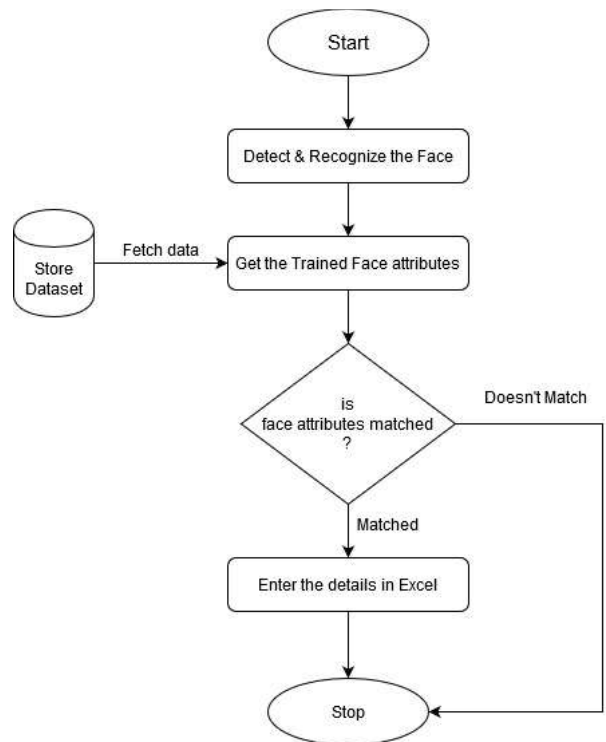 Start
Detect & Recognize the Face
Fetch data
Store
Dataset
Get the Trained Face attributes
is
face attributes matched
?
Doesn't Match
Matched
Enter the details in Excel
Stop